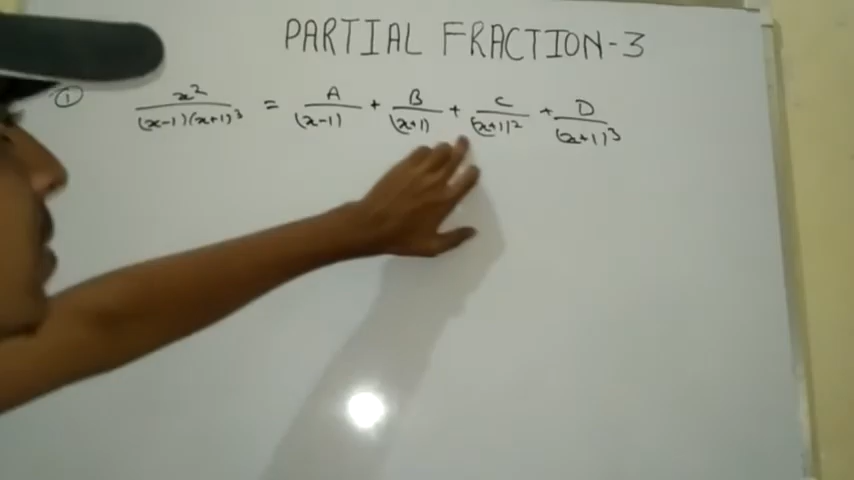 PARTIAL FRACTION-3
① x²/(x-1)(x+1)³ = A/(x-1) + B/(x+1) + C/(x+1)² + D/(x+1)³